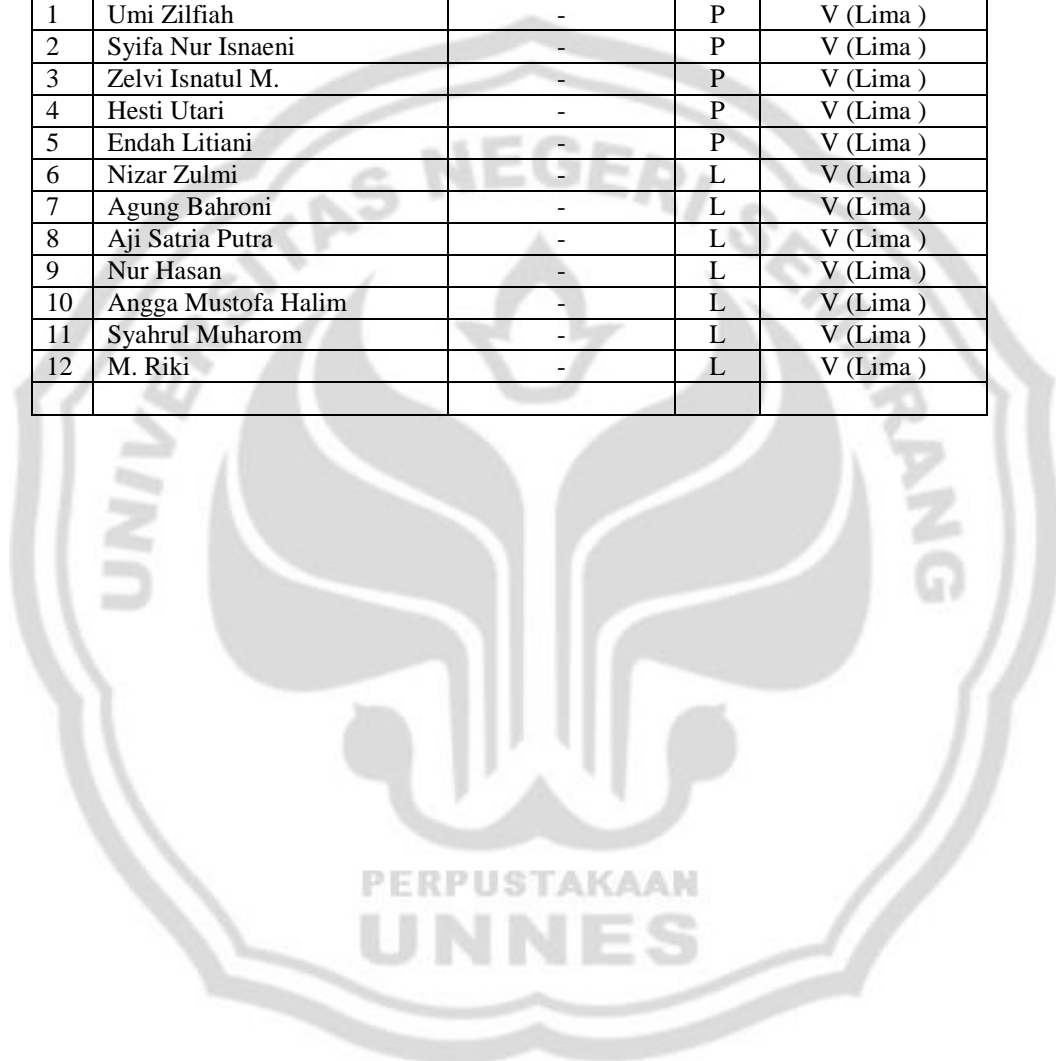 1 Umi Zilfiah - P V (Lima )
2 Syifa Nur Isnaeni - P V (Lima )
3 Zelvi Isnatul M. - P V (Lima )
4 Hesti Utari - P V (Lima )
5 Endah Litiani - P V (Lima )
6 Nizar Zulmi - L V (Lima )
7 Agung Bahroni - L V (Lima )
8 Aji Satria Putra - L V (Lima )
9 Nur Hasan - L V (Lima )
10 Angga Mustofa Halim - L V (Lima )
11 Syahrul Muharom - L V (Lima )
12 M. Riki - L V (Lima )
UNIVERSITAS NEGERI SEMARANG
PERPUSTAKAAN
UNNES